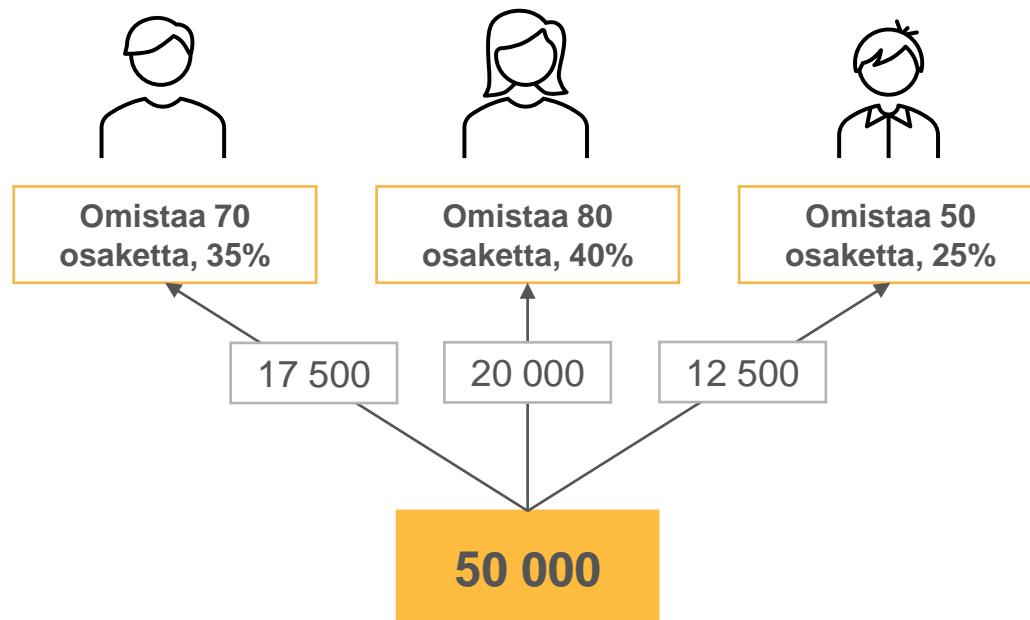 Omistaa 70
osaketta, 35%
Omistaa 80
osaketta, 40%
Omistaa 50
osaketta, 25%
17 500
20 000
12 500
50 000